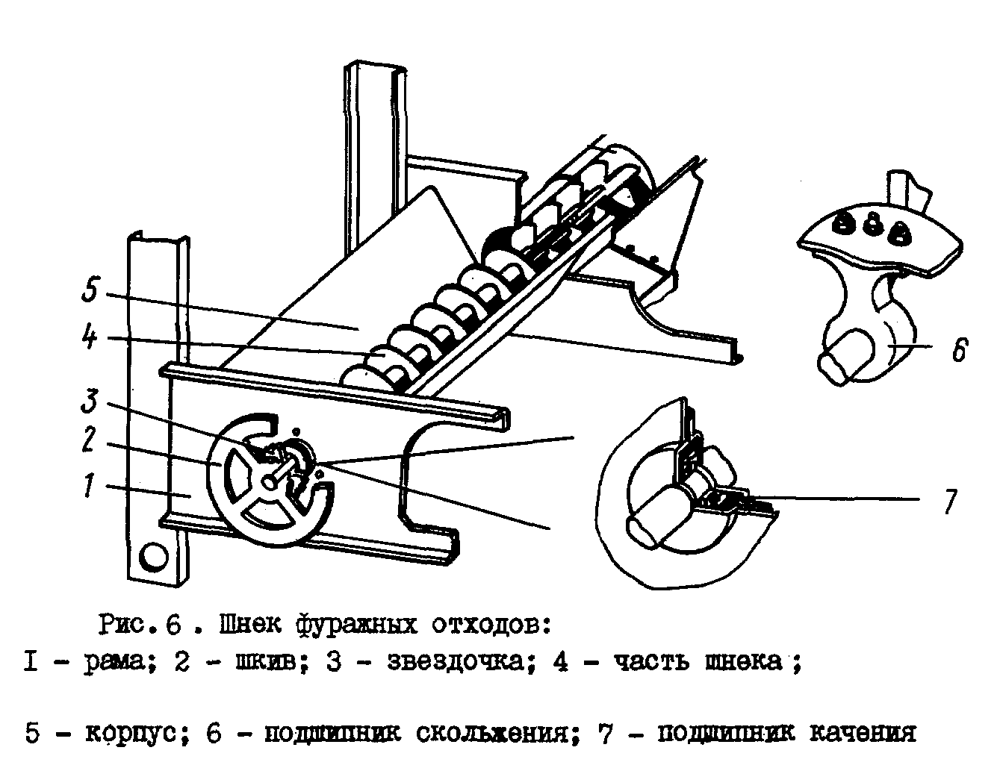 5
4
3
2
1
6
7
Рис.6 . Шнек фуражных отходов:
I - рама; 2 - шкив; 3 - звездочка; 4 - часть шнека;
5 - корпус; 6 - подшипник скольжения; 7 - подшипник качения